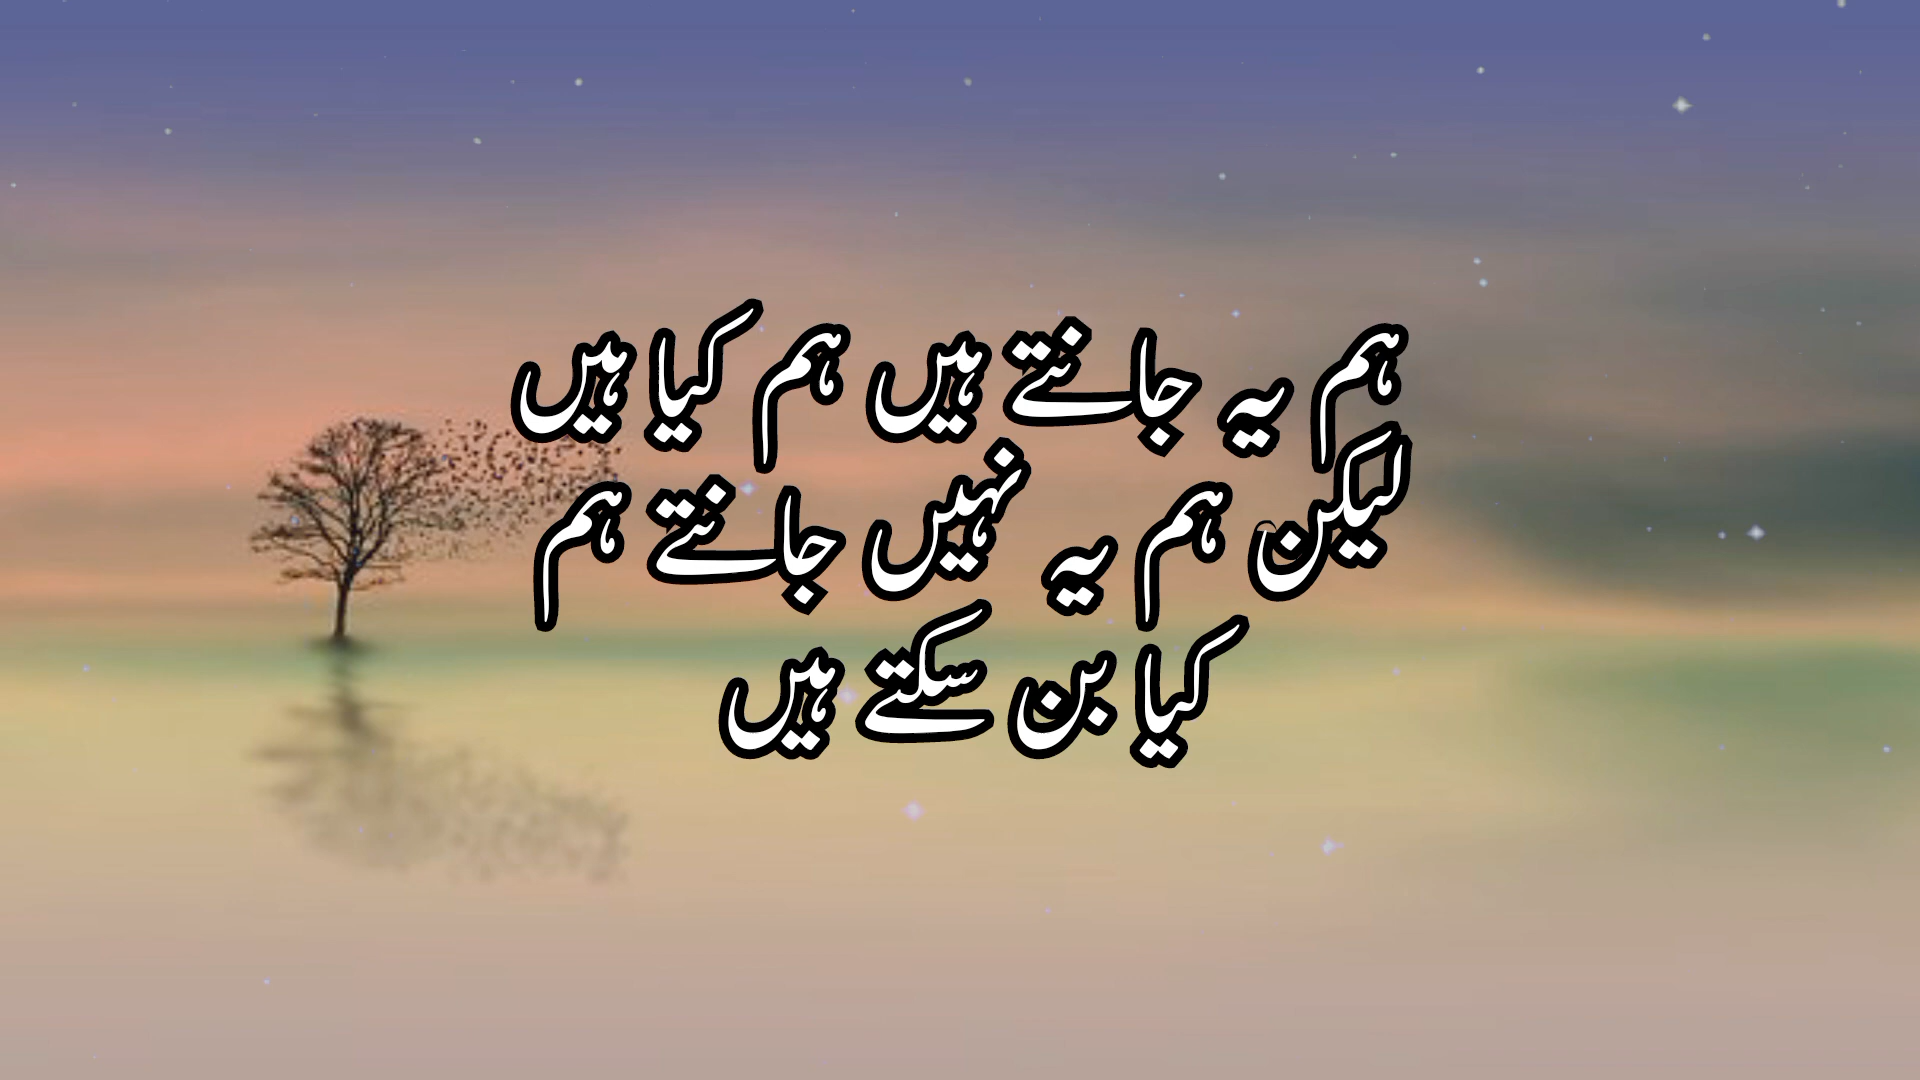 ہم یہ جانتے ہیں ہم کیا ہیں
لیکن ہم یہ نہیں جانتے ہم
کیا بن سکتے ہیں